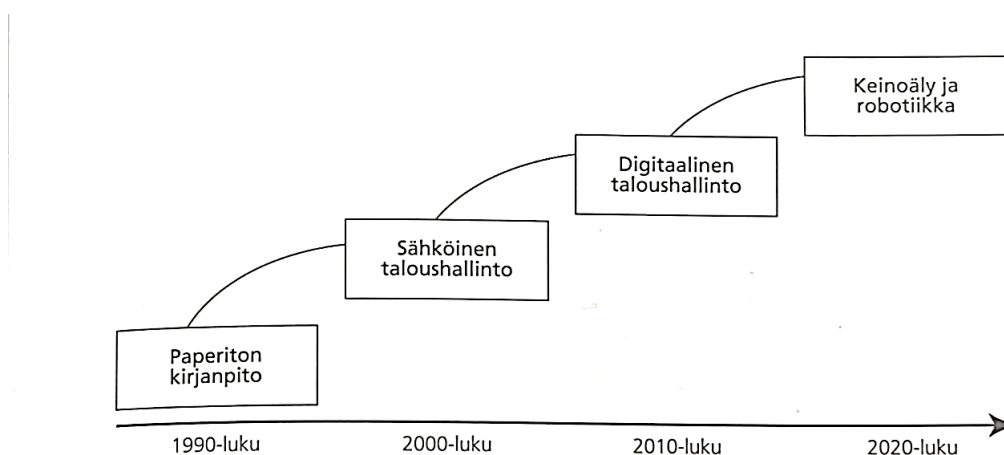 Keinoäly ja
robotiikka
Digitaalinen
taloushallinto
Sähköinen
taloushallinto
Paperiton
kirjanpito
1990-luku
2000-luku
2010-luku
2020-luku